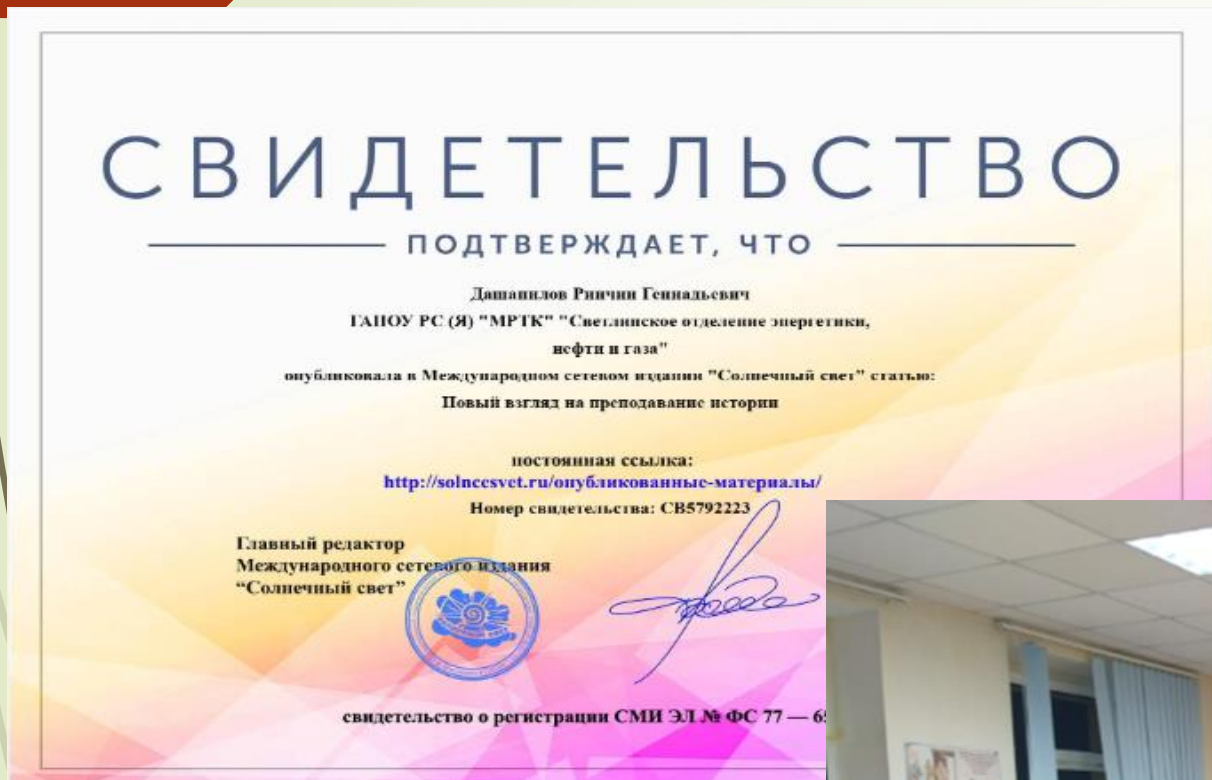 СВИДЕТЕЛЬСТВО
ПОДТВЕРЖДАЕТ, ЧТО
Дашапилов Ринчин Геннадьевич
ГАПОУ РС (Я) "МРТК" "Светлинское отделение энергетики,
нефти и газа"
опубликовала в Международном сетевом издании "Солнечный свет" статью:
Новый взгляд на преподавание истории
постоянная ссылка:
http://solncesvet.ru/опубликованные-материалы/
Номер свидетельства: СВ5792223
Главный редактор
Международного сетевого издания
“Солнечный свет”
свидетельство о регистрации СМИ ЭЛ № ФС 77 — 65